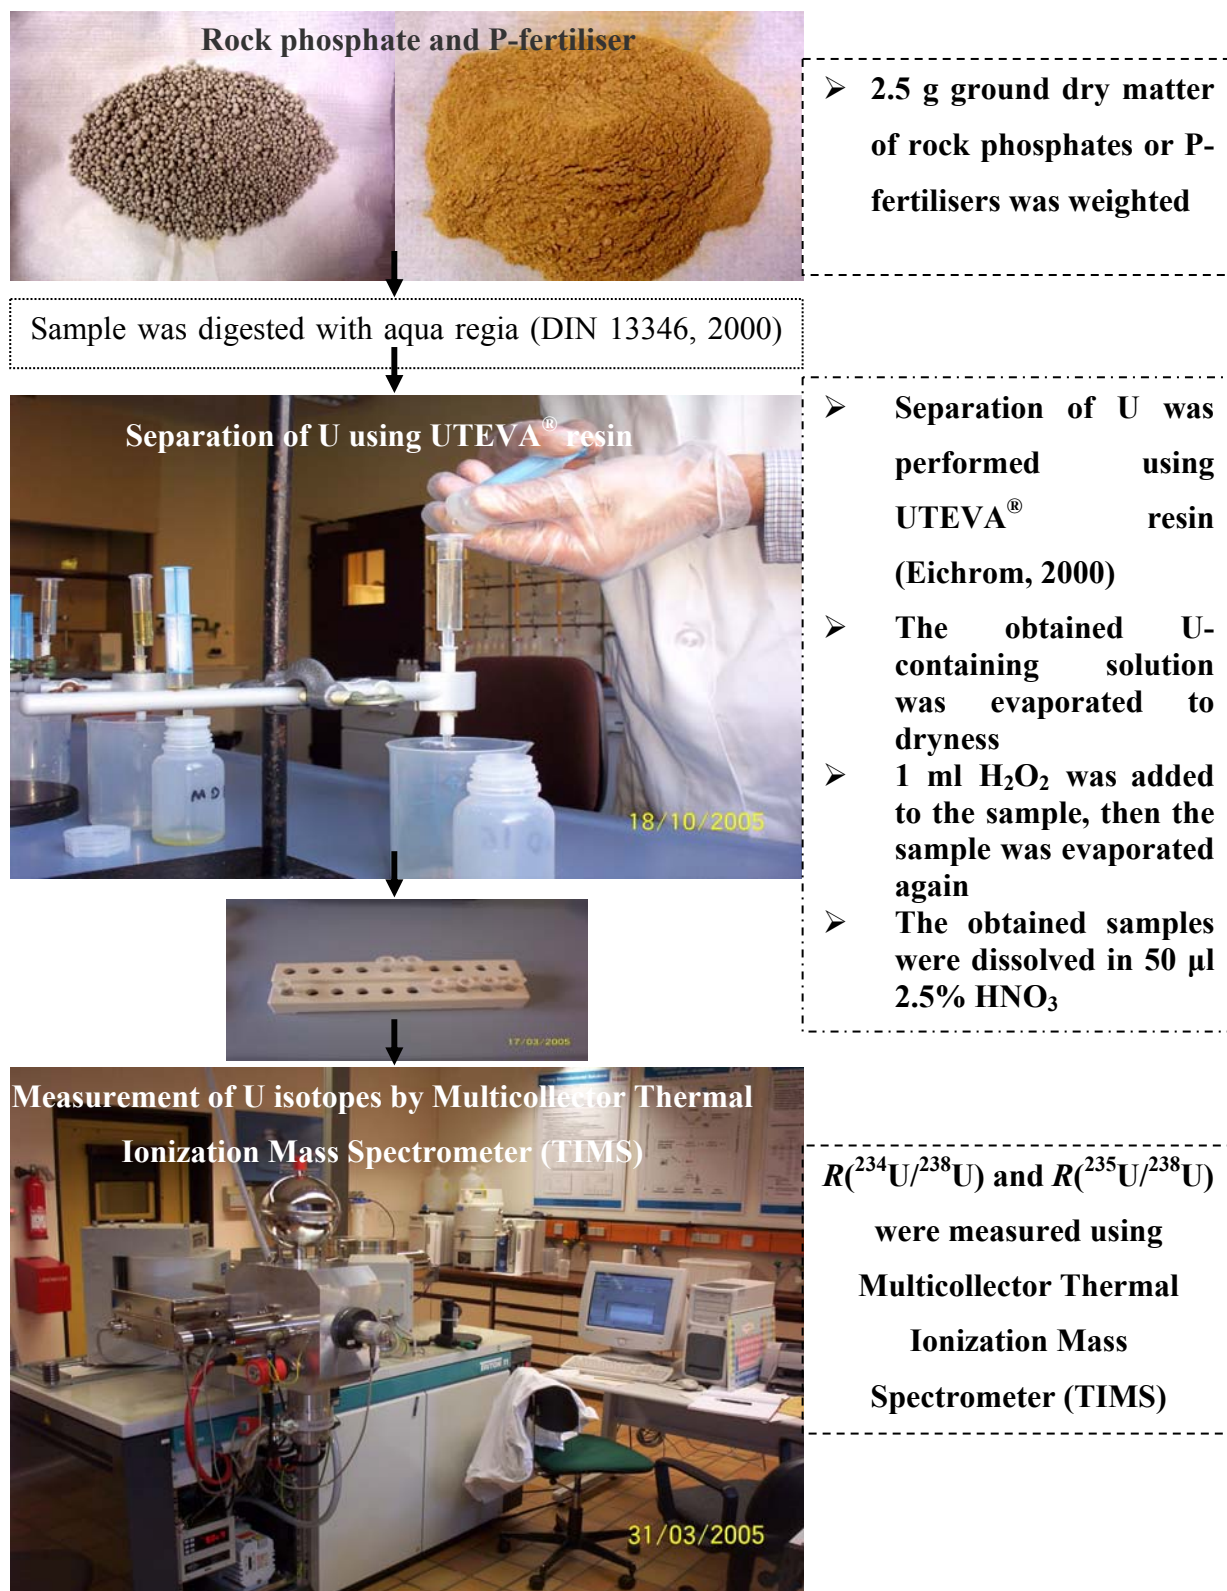 Rock phosphate and P-fertiliser
➢ 2.5 g ground dry matter
of rock phosphates or P-
fertilisers was weighted
Sample was digested with aqua regia (DIN 13346, 2000)
Separation of U using UTEVA® resin
MD
18/10/2005
➢ Separation of U was
performed using
UTEVA® resin
(Eichrom, 2000)
➢ The obtained U-
containing solution
was evaporated to
dryness
➢ 1 ml H₂O₂ was added
to the sample, then the
sample was evaporated
again
➢ The obtained samples
were dissolved in 50 µl
2.5% HNO₃
17/03/2005
Measurement of U isotopes by Multicollector Thermal
Ionization Mass Spectrometer (TIMS)
31/03/2005
R(²³⁴U/²³⁸U) and R(²³⁵U/²³⁸U)
were measured using
Multicollector Thermal
Ionization Mass
Spectrometer (TIMS)